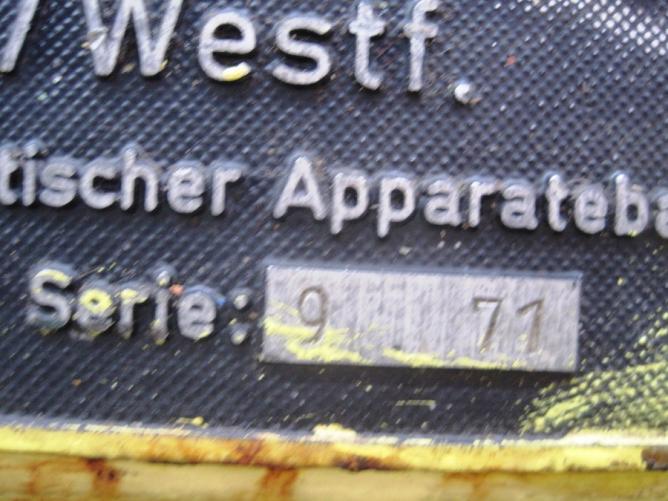 /Westf.
tischer Apparateba
Serie: 9 71